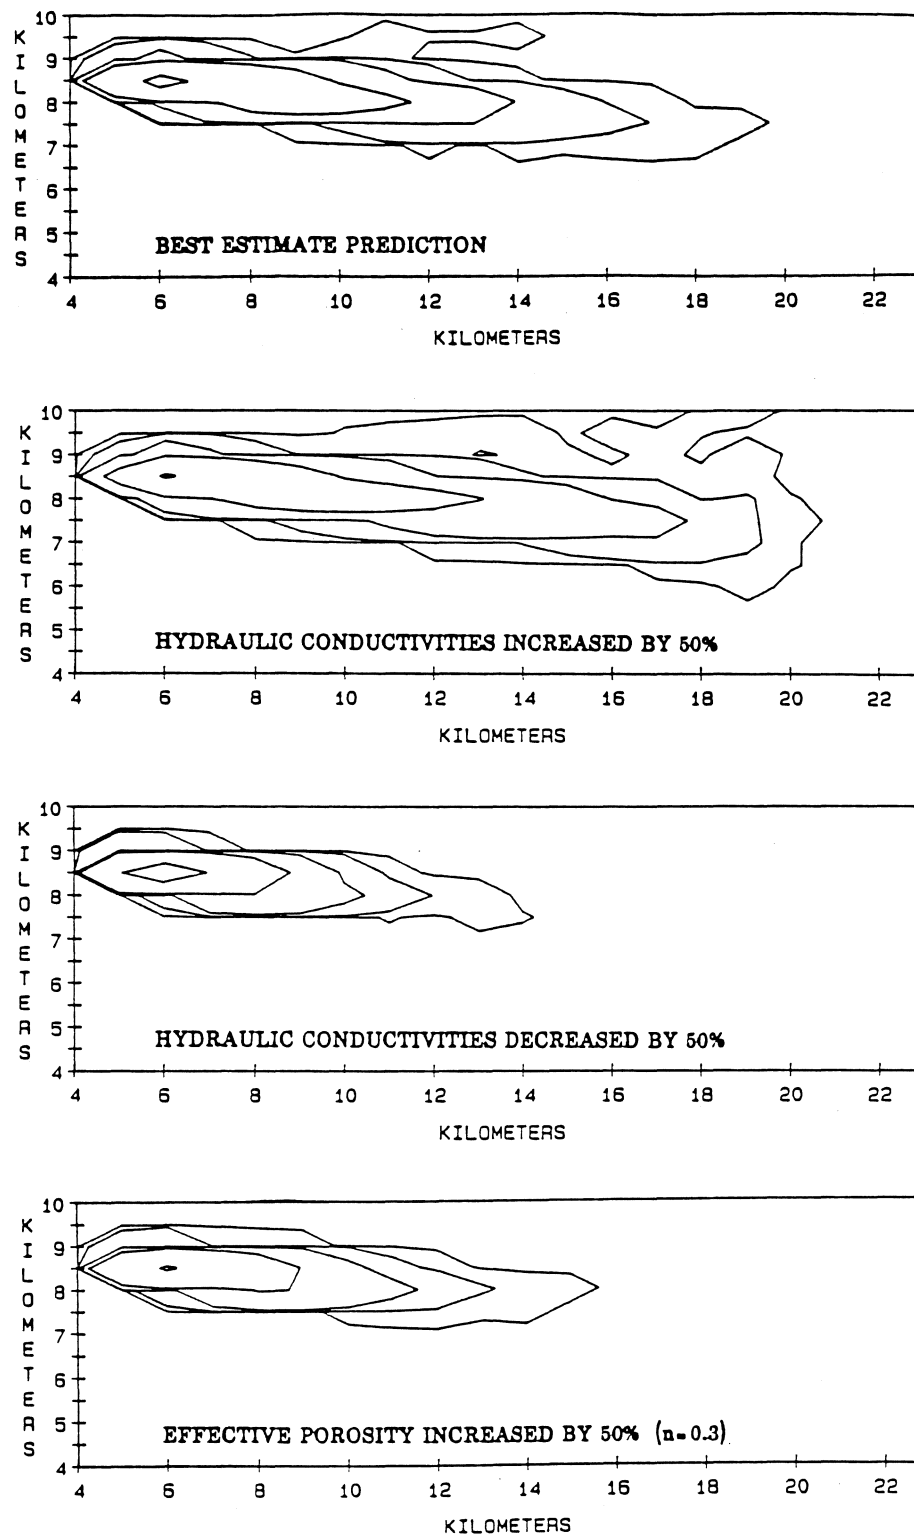 KILOMETERS
10
9
8
7
6
5
4
BEST ESTIMATE PREDICTION
4 6 8 10 12 14 16 18 20 22
KILOMETERS
KILOMETERS
10
9
8
7
6
5
4
HYDRAULIC CONDUCTIVITIES INCREASED BY 50%
4 6 8 10 12 14 16 18 20 22
KILOMETERS
KILOMETERS
10
9
8
7
6
5
4
HYDRAULIC CONDUCTIVITIES DECREASED BY 50%
4 6 8 10 12 14 16 18 20 22
KILOMETERS
KILOMETERS
10
9
8
7
6
5
4
EFFECTIVE POROSITY INCREASED BY 50% (n=0.3)
4 6 8 10 12 14 16 18 20 22
KILOMETERS